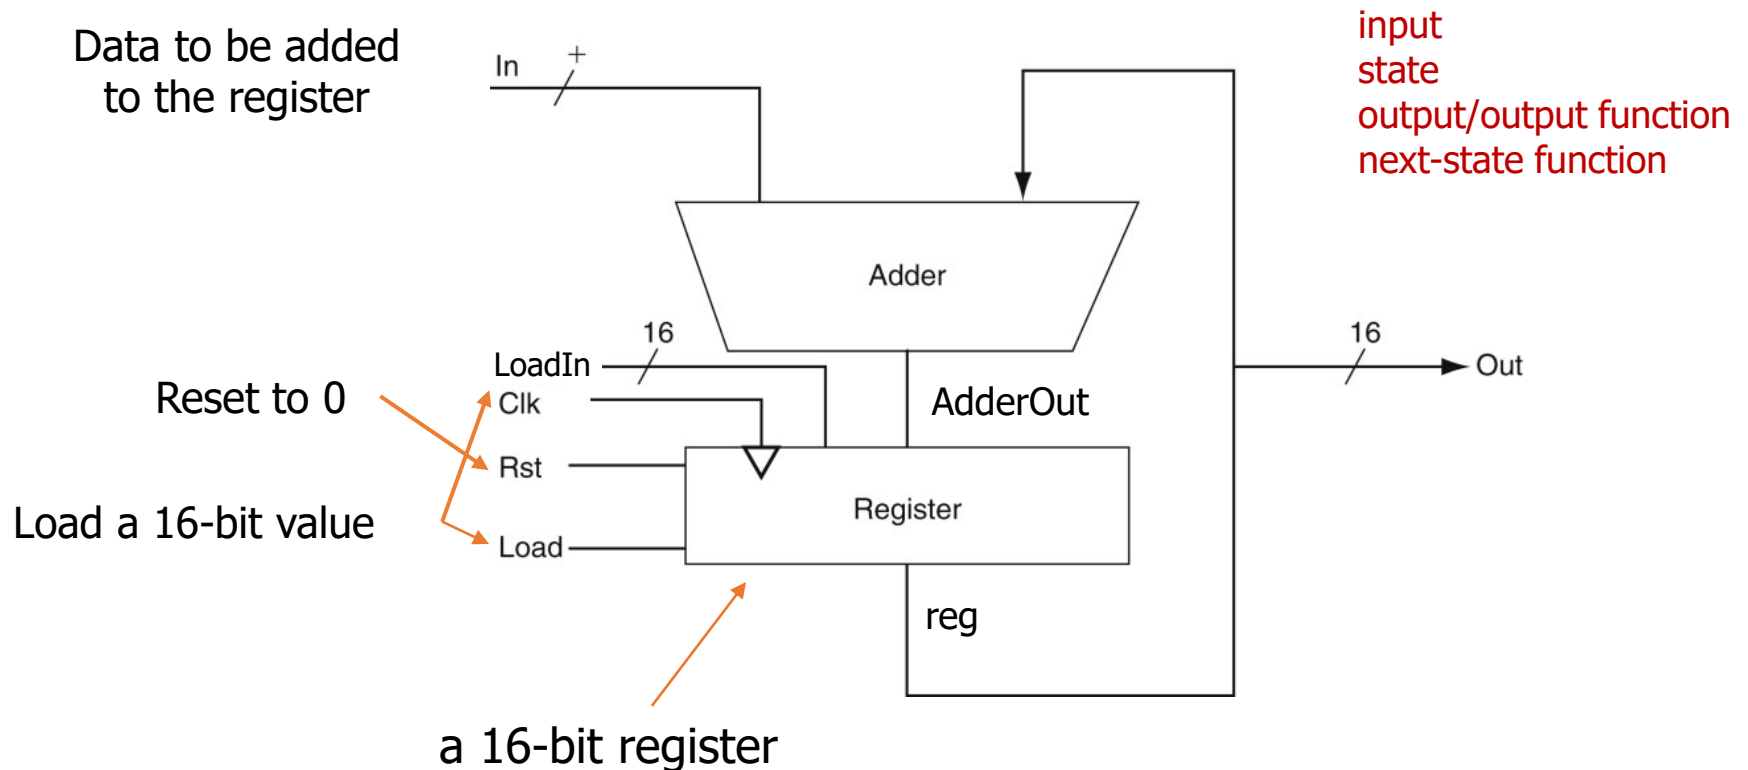 Data to be added
to the register
In
+
input
state
output/output function
next-state function
Adder
16
LoadIn
Clk
Reset to 0
Rst
Load a 16-bit value
Load
AdderOut
16
Out
Register
reg
a 16-bit register